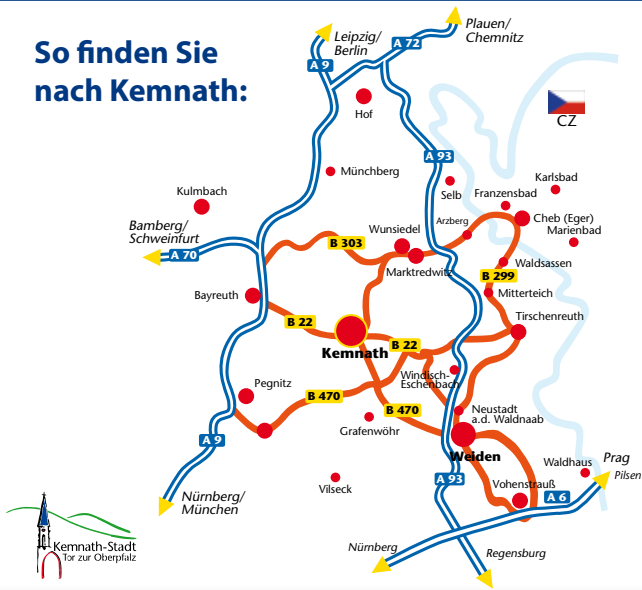 So finden Sie
nach Kemnath:
Plauen/
Chemnitz
Leipzig/
Berlin
A 72
A 9
Hof
CZ
A 93
Münchberg
Karlsbad
Selb
Franzensbad
Kulmbach
Cheb (Eger)
Arzberg
Marienbad
Bamberg/
Schweinfurt
Wunsiedel
B 303
A 70
Waldsassen
Marktredwitz
B 299
Bayreuth
Mitterteich
Tirschenreuth
B 22
B 22
Kemnath
Windisch-
Eschenbach
Pegnitz
B 470
B 470
Neustadt
a.d. Waldnaab
Grafenwöhr
A 9
Weiden
Prag
Waldhaus
Pilsen
A 93
Vilseck
Vohenstrauß
A 6
Nürnberg/
München
Kemnath-Stadt
Tor zur Oberpfalz
Nürnberg
Regensburg